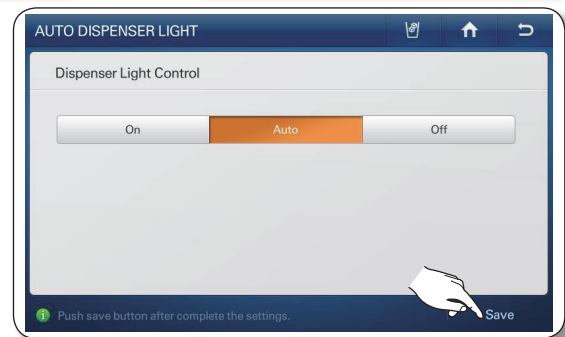 AUTO DISPENSER LIGHT
Dispenser Light Control
On Auto Off
Push save button after complete the settings. Save